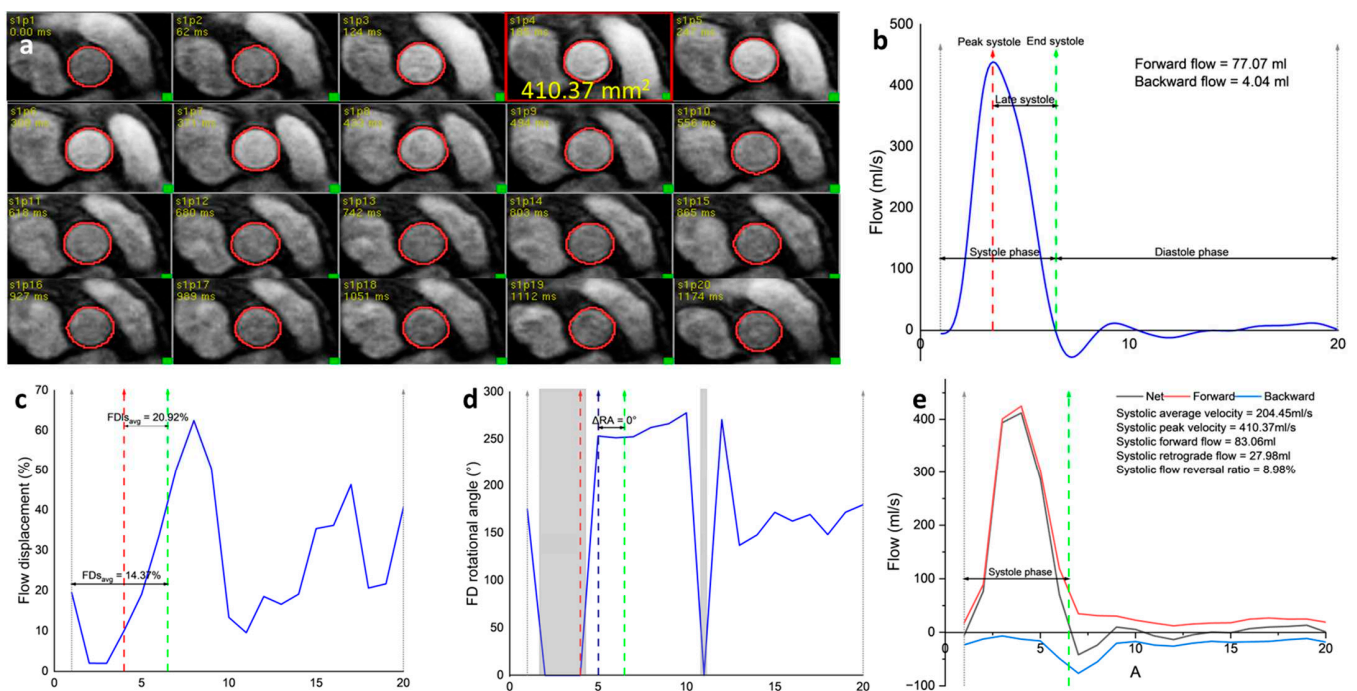 a
s1p1
0.00 ms
s1p2
62 ms
s1p3
124 ms
s1p4
410.37 mm²
s1p5
s1p6
s1p7
s1p8
s1p9
494 ms
s1p10
556 ms
s1p11
618 ms
s1p12
680 ms
s1p13
742 ms
s1p14
803 ms
s1p15
865 ms
s1p16
927 ms
s1p17
989 ms
s1p18
1051 ms
s1p19
1112 ms
s1p20
1174 ms
b
Flow (ml/s)
500
400
300
200
100
0
10
20
Peak systole
End systole
Late systole
Systole phase
Diastole phase
Forward flow = 77.07 ml
Backward flow = 4.04 ml
c
Flow displacement (%)
70
60
50
40
30
20
10
0
0
5
10
15
20
FDls avg = 20.92%
FDs avg = 14.37%
d
FD rotational angle (°)
300
250
200
150
100
50
0
0
5
10
15
20
ΔRA = 0°
e
Flow (ml/s)
400
300
200
100
0
−100
0
5
10
15
20
A
Net
Forward
Backward
Systolic average velocity = 204.45ml/s
Systolic peak velocity = 410.37ml/s
Systolic forward flow = 83.06ml
Systolic retrograde flow = 27.98ml
Systolic flow reversal ratio = 8.98%
Systole phase